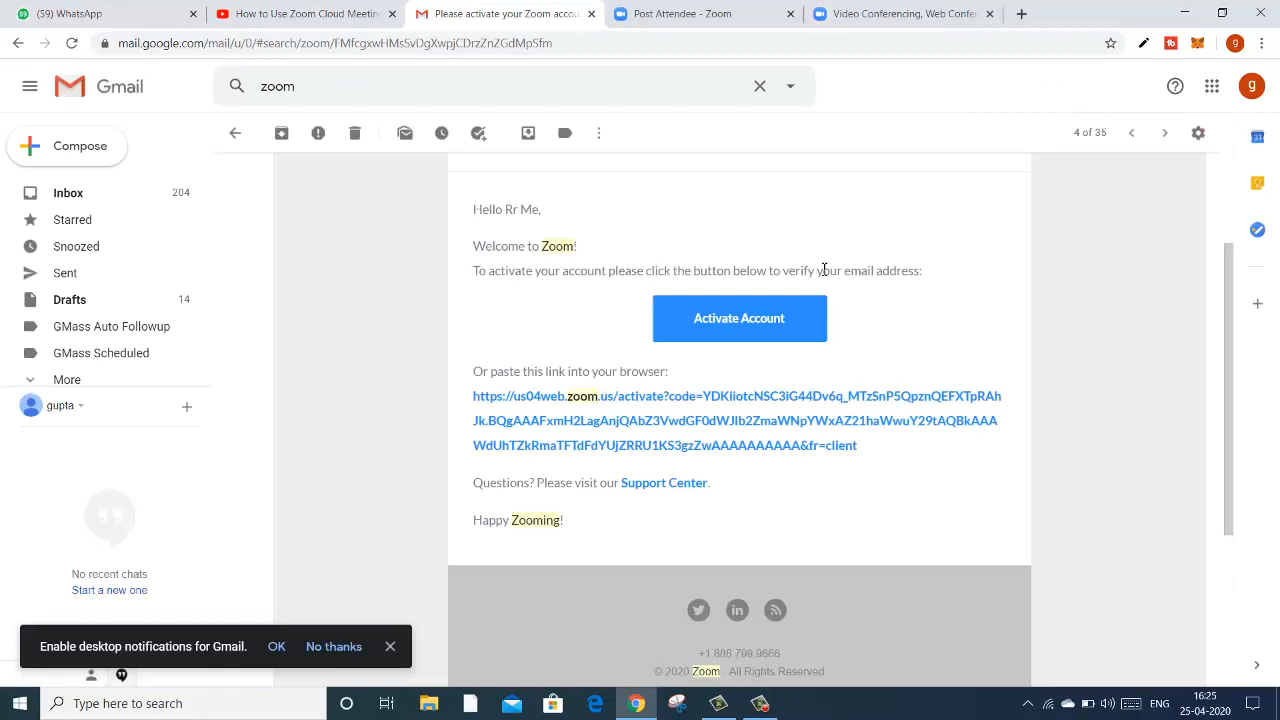 59 WhatsApp
How to Use Zoom Cloud Meetin
Please activate your Zoom accou
Post Attendee - Zoom
Video Conferencing, Web Confe
mail.google.com/mail/u/0/#search/zoom/FMfcgxwHMsSvDgXwpjCDrzZnZgdMpSfm
Gmail
zoom
Compose
4 of 35
Inbox 204
Starred
Snoozed
Sent
Drafts 14
GMass Auto Followup
GMass Scheduled
More
gupta
No recent chats
Start a new one
Hello Rr Me,
Welcome to Zoom!
To activate your account please click the button below to verify your email address:
Activate Account
Or paste this link into your browser:
https://us04web.zoom.us/activate?code=YDKiiotcNSC3iG44Dv6q_MTzSnP5QpznQEFXTpRAh
Jk.BQgAAAFxmH2LagAnjQAbZ3VwdGF0dWJlb2ZmaWNpYWxAZ21haWwuY29tAQBkAAA
WdUhTZkRmaTFTdFdYUjZRRU1KS3gzZwAAAAAAAAAA&fr=client
Questions? Please visit our Support Center.
Happy Zooming!
+1.888.799.9666
© 2020 Zoom All Rights Reserved
Enable desktop notifications for Gmail. OK No thanks
Type here to search
ENG
16:25
25-04-2020